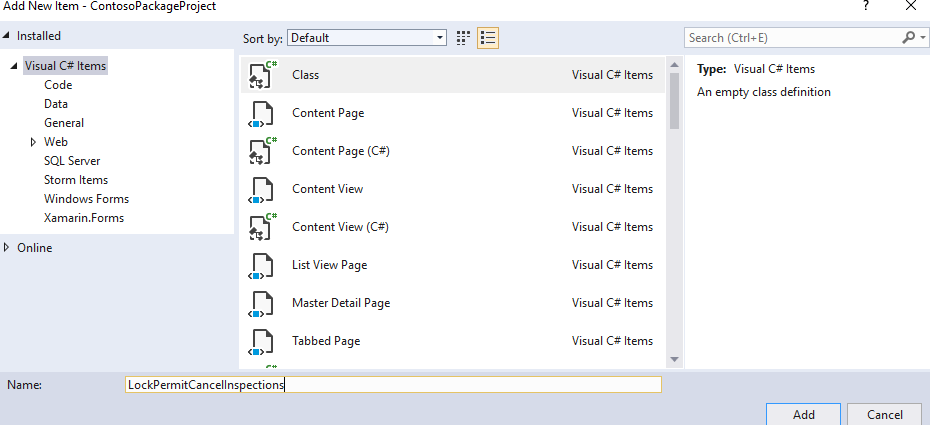 Add New Item - ContosoPackageProject ? ×
Installed
Sort by: Default
Search (Ctrl+E)
Visual C# Items
Code
Data
General
Web
SQL Server
Storm Items
Windows Forms
Xamarin.Forms
Online
C# Class Visual C# Items
Content Page Visual C# Items
C# Content Page (C#) Visual C# Items
Content View Visual C# Items
C# Content View (C#) Visual C# Items
List View Page Visual C# Items
Master Detail Page Visual C# Items
Tabbed Page Visual C# Items
C#
Type: Visual C# Items
An empty class definition
Name: LockPermitCancelInspections
Add Cancel